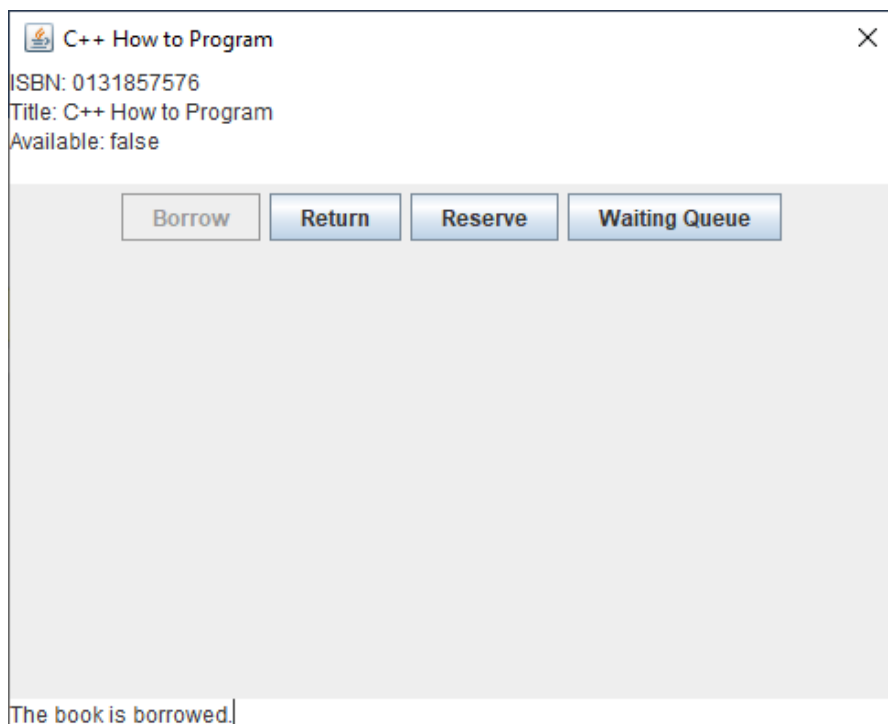 C++ How to Program
ISBN: 0131857576
Title: C++ How to Program
Available: false
Borrow Return Reserve Waiting Queue
The book is borrowed.